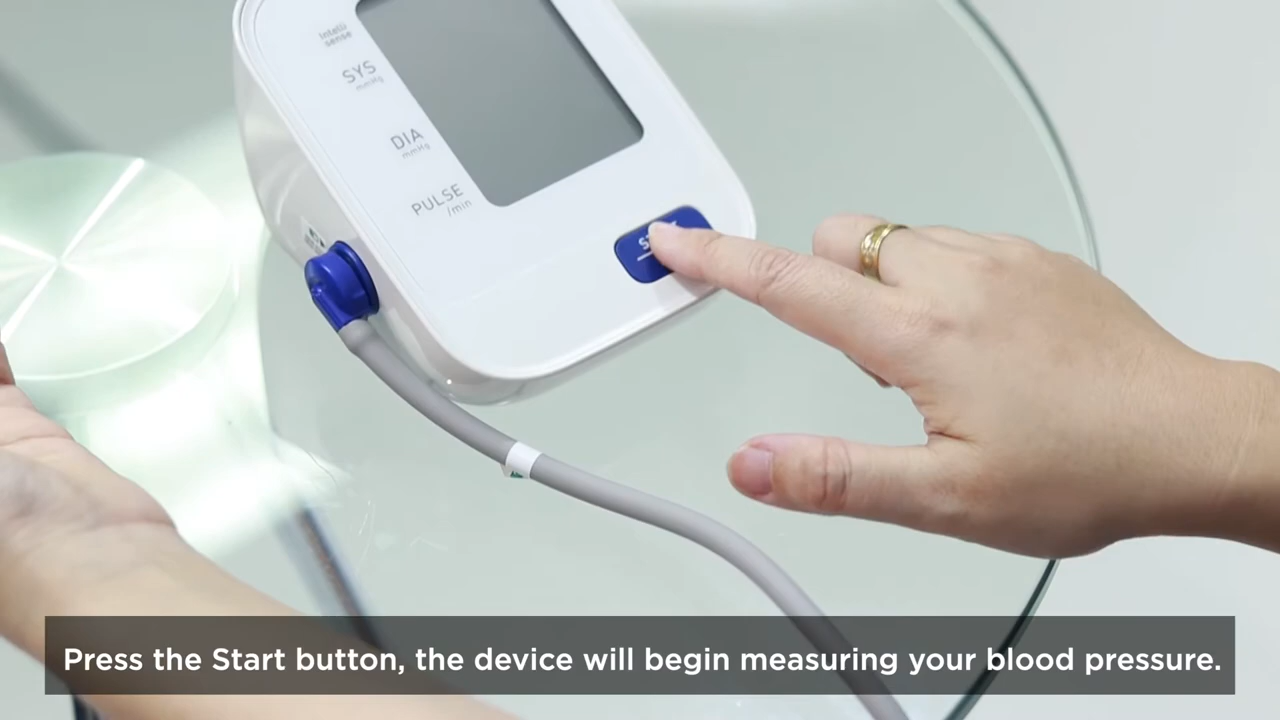 Intelli
sense
SYS
mmHg
DIA
mmHg
PULSE
/min
Press the Start button, the device will begin measuring your blood pressure.